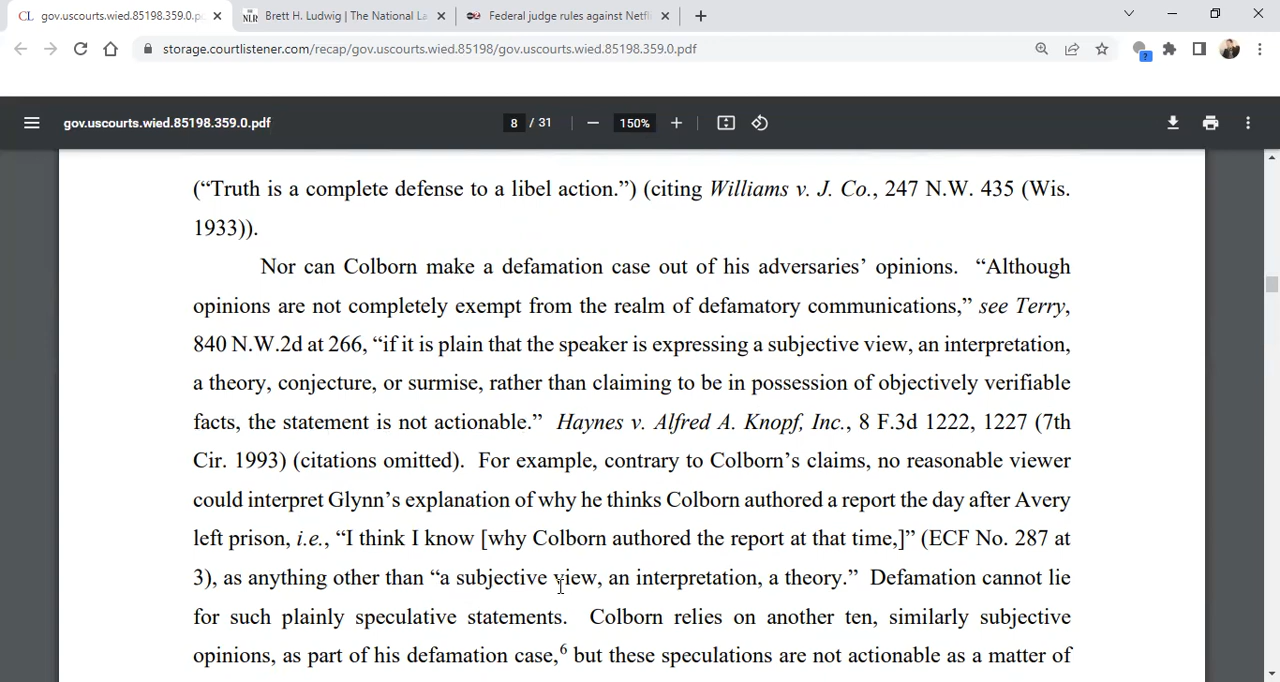 CL gov.uscourts.wied.85198.359.0.p
THE NLR Brett H. Ludwig | The National La
Federal judge rules against Netfli
storage.courtlistener.com/recap/gov.uscourts.wied.85198/gov.uscourts.wied.85198.359.0.pdf
?
gov.uscourts.wied.85198.359.0.pdf 8 / 31 150%
(“Truth is a complete defense to a libel action.”) (citing Williams v. J. Co., 247 N.W. 435 (Wis.
1933)).
Nor can Colborn make a defamation case out of his adversaries’ opinions. “Although
opinions are not completely exempt from the realm of defamatory communications,” see Terry,
840 N.W.2d at 266, “if it is plain that the speaker is expressing a subjective view, an interpretation,
a theory, conjecture, or surmise, rather than claiming to be in possession of objectively verifiable
facts, the statement is not actionable.” Haynes v. Alfred A. Knopf, Inc., 8 F.3d 1222, 1227 (7th
Cir. 1993) (citations omitted). For example, contrary to Colborn’s claims, no reasonable viewer
could interpret Glynn’s explanation of why he thinks Colborn authored a report the day after Avery
left prison, i.e., “I think I know [why Colborn authored the report at that time,]” (ECF No. 287 at
3), as anything other than “a subjective view, an interpretation, a theory.” Defamation cannot lie
for such plainly speculative statements. Colborn relies on another ten, similarly subjective
opinions, as part of his defamation case,6 but these speculations are not actionable as a matter of